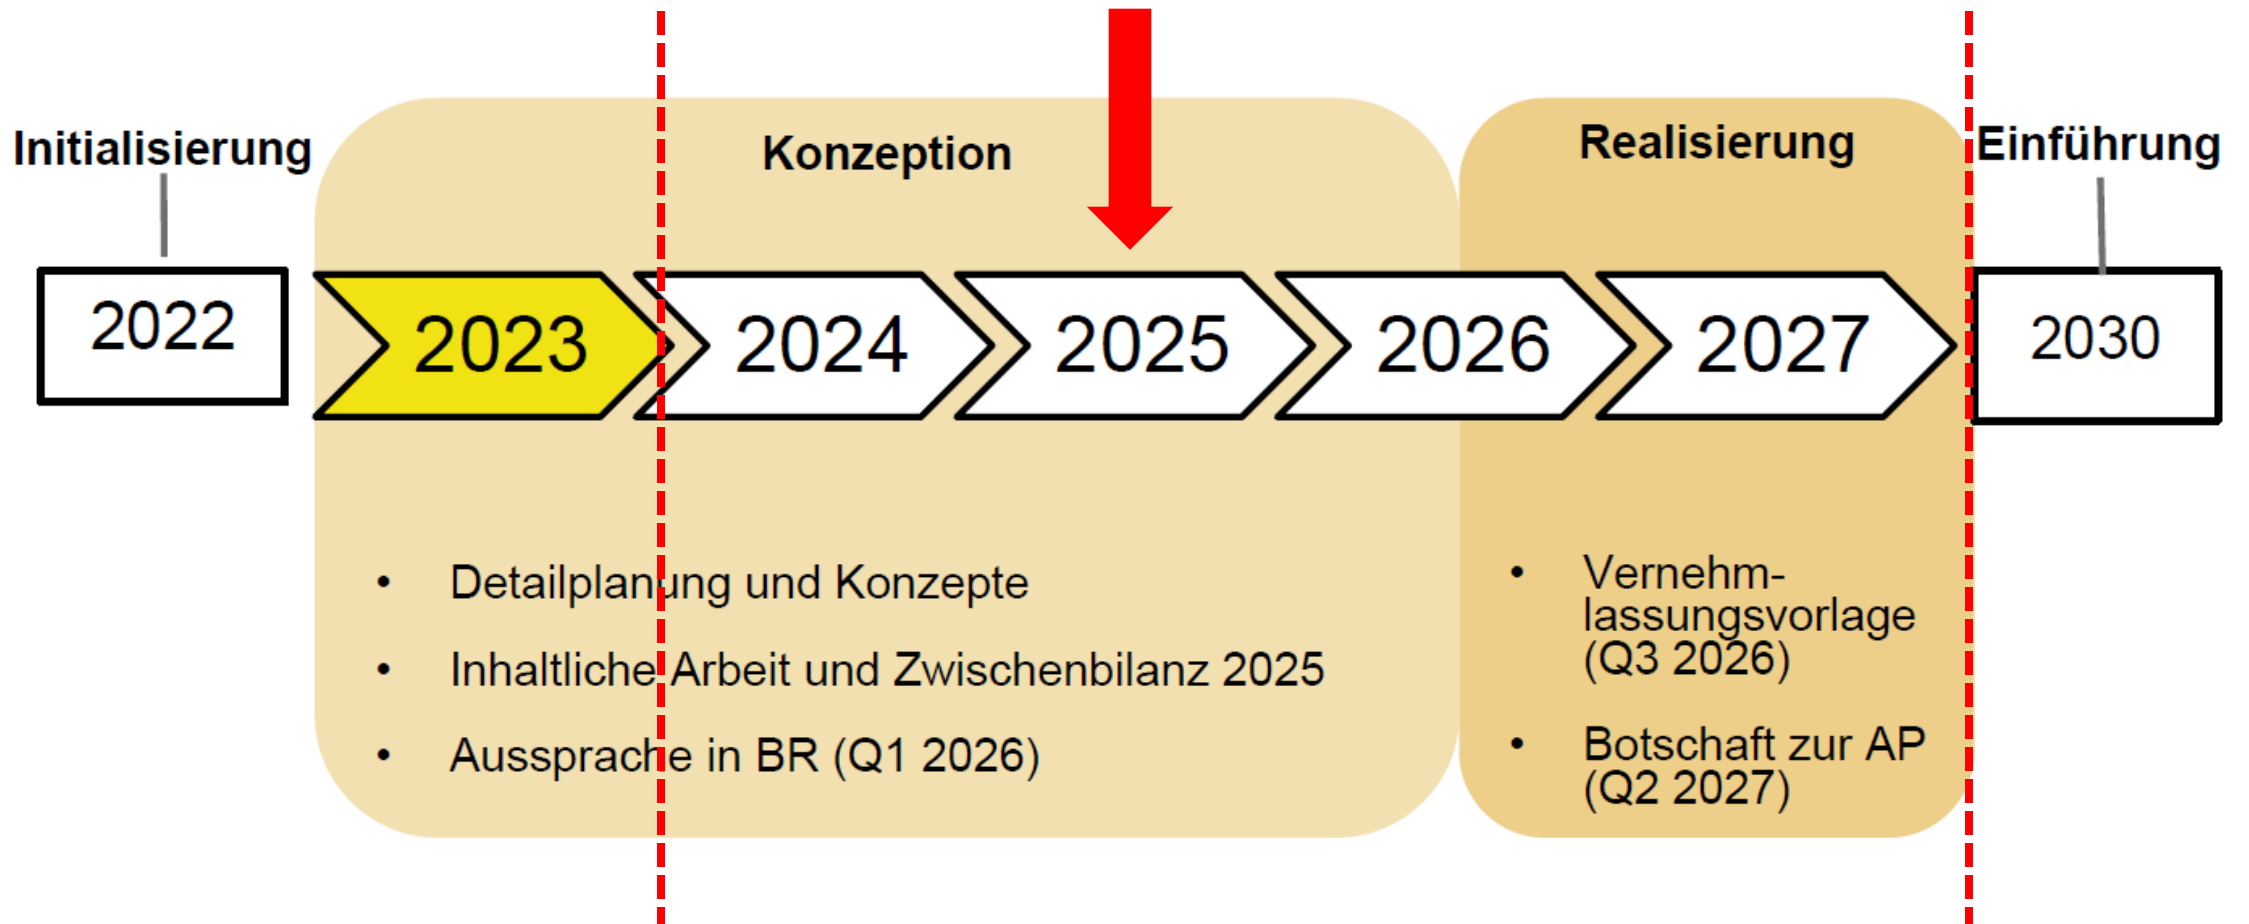 Initialisierung
Konzeption
Realisierung
Einführung
2022
2023
2024
2025
2026
2027
2030
• Detailplanung und Konzepte
• Inhaltliche Arbeit und Zwischenbilanz 2025
• Aussprache in BR (Q1 2026)
• Vernehm-
lassungsvorlage
(Q3 2026)
• Botschaft zur AP
(Q2 2027)